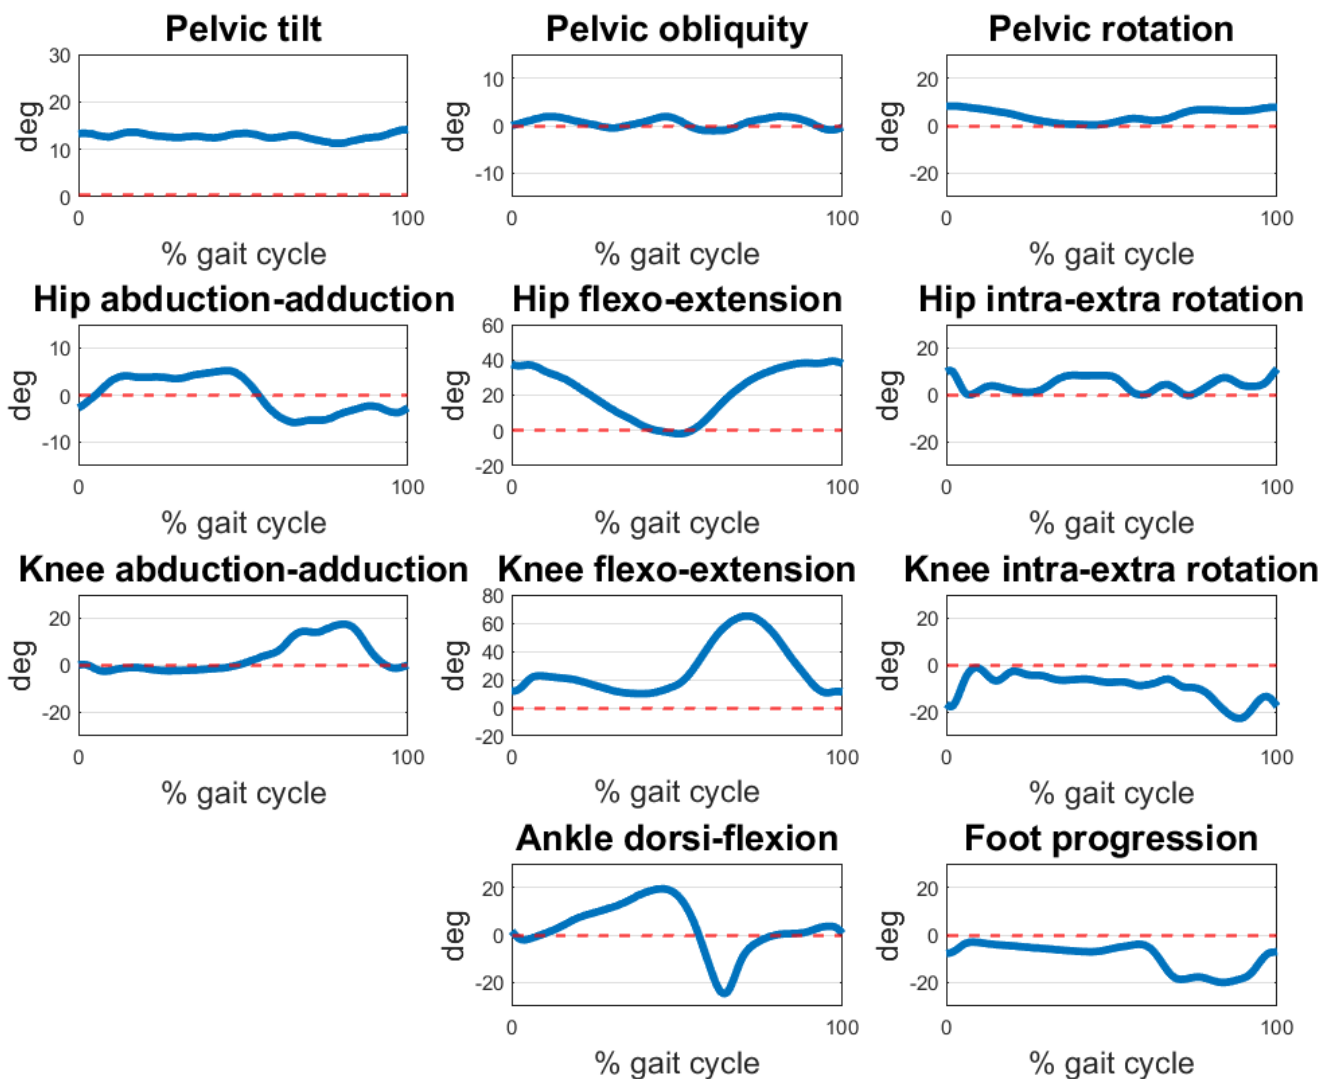 Pelvic tilt
30
20
10
0
deg
0 100
% gait cycle
Pelvic obliquity
10
0
-10
deg
0 100
% gait cycle
Pelvic rotation
20
0
-20
deg
0 100
% gait cycle
Hip abduction-adduction
10
0
-10
deg
0 100
% gait cycle
Hip flexo-extension
60
40
20
0
-20
deg
0 100
% gait cycle
Hip intra-extra rotation
20
0
-20
deg
0 100
% gait cycle
Knee abduction-adduction
20
0
-20
deg
0 100
% gait cycle
Knee flexo-extension
80
60
40
20
0
-20
deg
0 100
% gait cycle
Knee intra-extra rotation
20
0
-20
deg
0 100
% gait cycle
Ankle dorsi-flexion
20
0
-20
deg
0 100
% gait cycle
Foot progression
20
0
-20
deg
0 100
% gait cycle